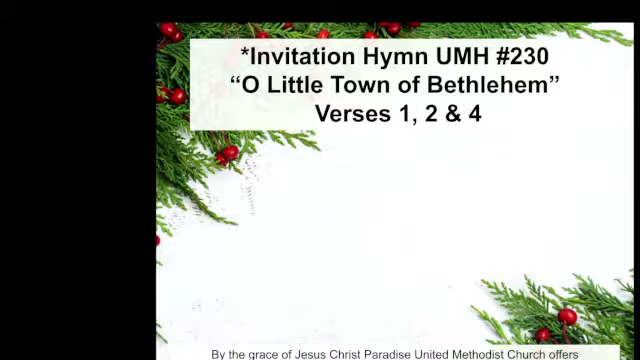 *Invitation Hymn UMH #230
“O Little Town of Bethlehem”
Verses 1, 2 & 4
By the grace of Jesus Christ Paradise United Methodist Church offers